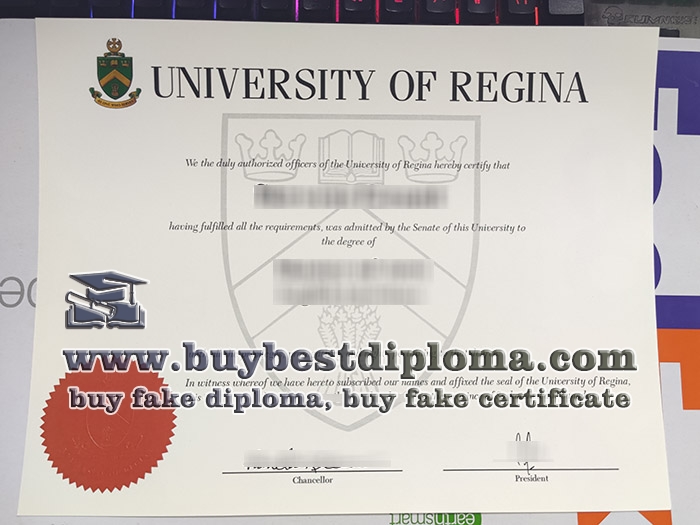 UNIVERSITY OF REGINA
We the duly authorized officers of the University of Regina hereby certify that
having fulfilled all the requirements, was admitted by the Senate of this University to
the degree of
www.buybestdiploma.com
In witness whereof we have hereto subscribed our names and affixed the seal of the University of Regina,
buy fake diploma, buy fake certificate
Chancellor
President
earthsmart